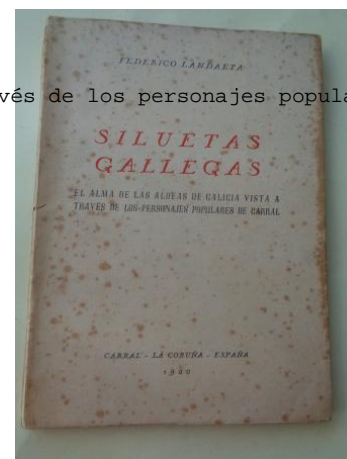 FEDERICO LANDAETA
vés de los personajes popula
SILUETAS
GALLEGAS
EL ALMA DE LAS ALDEAS DE GALICIA VISTA A
TRAVÉS DE LOS PERSONAJES POPULARES DE CARRAL
CARRAL - LA CORUÑA - ESPAÑA